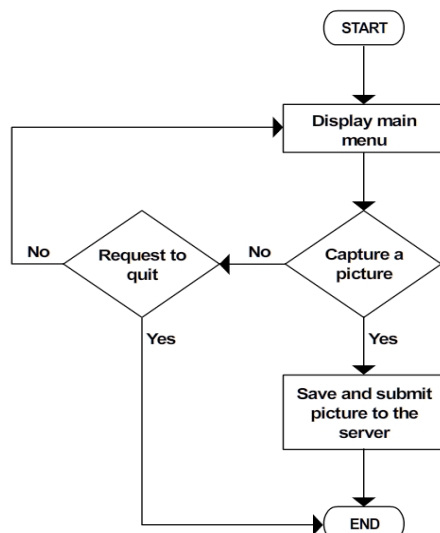 START
Display main
menu
No
Request to
quit
No
Capture a
picture
Yes
Yes
Save and submit
picture to the
server
END